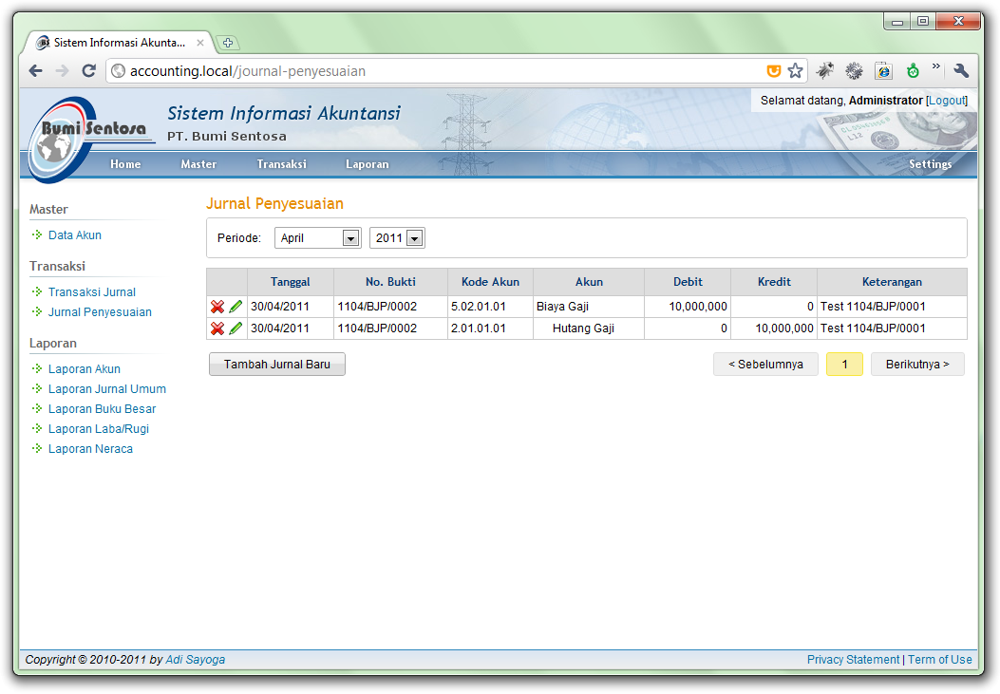 Sistem Informasi Akunta...
accounting.local/journal-penyesuaian
Selamat datang, Administrator [Logout]
Bumi Sentosa
Sistem Informasi Akuntansi
PT. Bumi Sentosa
Home Master Transaksi Laporan Settings
Master
Data Akun
Transaksi
Transaksi Jurnal
Jurnal Penyesuaian
Laporan
Laporan Akun
Laporan Jurnal Umum
Laporan Buku Besar
Laporan Laba/Rugi
Laporan Neraca
Jurnal Penyesuaian
Periode: April 2011
Tanggal No. Bukti Kode Akun Akun Debit Kredit Keterangan
30/04/2011 1104/BJP/0002 5.02.01.01 Biaya Gaji 10,000,000 0 Test 1104/BJP/0001
30/04/2011 1104/BJP/0002 2.01.01.01 Hutang Gaji 0 10,000,000 Test 1104/BJP/0001
Tambah Jurnal Baru < Sebelumnya 1 Berikutnya >
Copyright © 2010-2011 by Adi Sayoga Privacy Statement | Term of Use